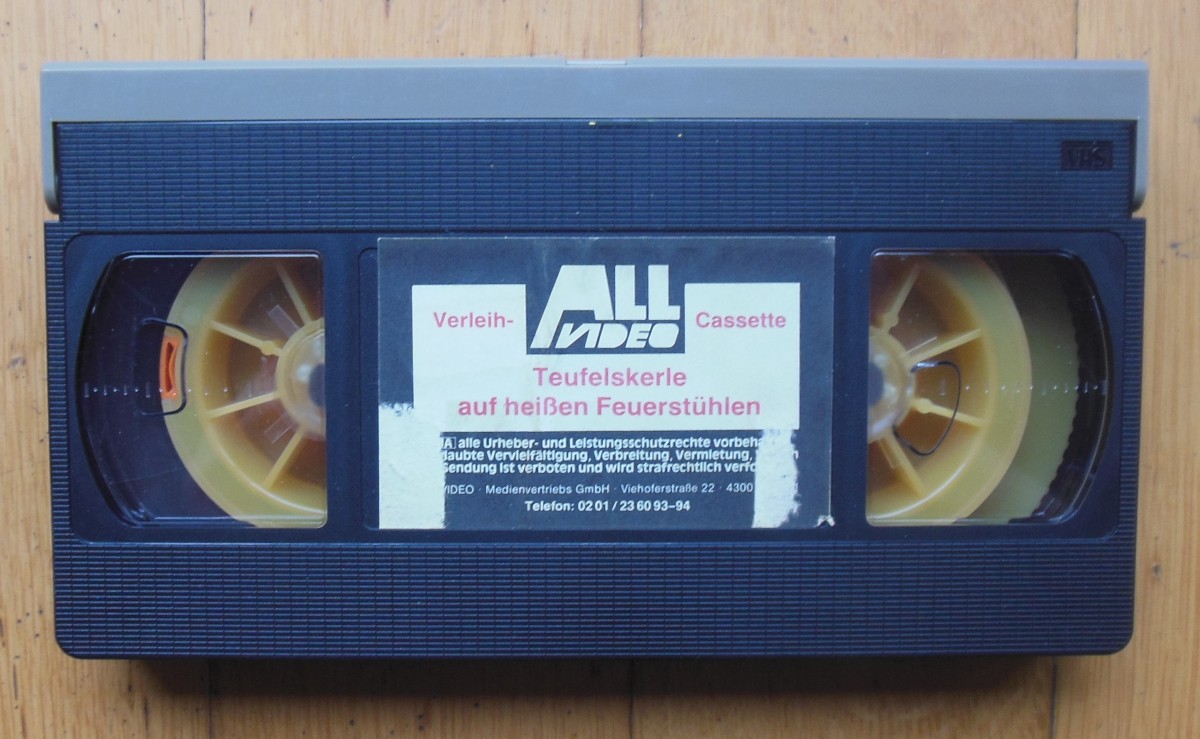 VHS
ALL
VIDEO
Verleih- Cassette
Teufelskerle
auf heißen Feuerstühlen
alle Urheber- und Leistungsschutzrechte
Vervielfältigung, Verbreitung, Vermietung,
Sendung ist verboten und wird strafrechtlich
VIDEO · Medienvertriebs GmbH · Viehoferstraße 22 · 4300
Telefon: 02 01 / 23 60 93–94